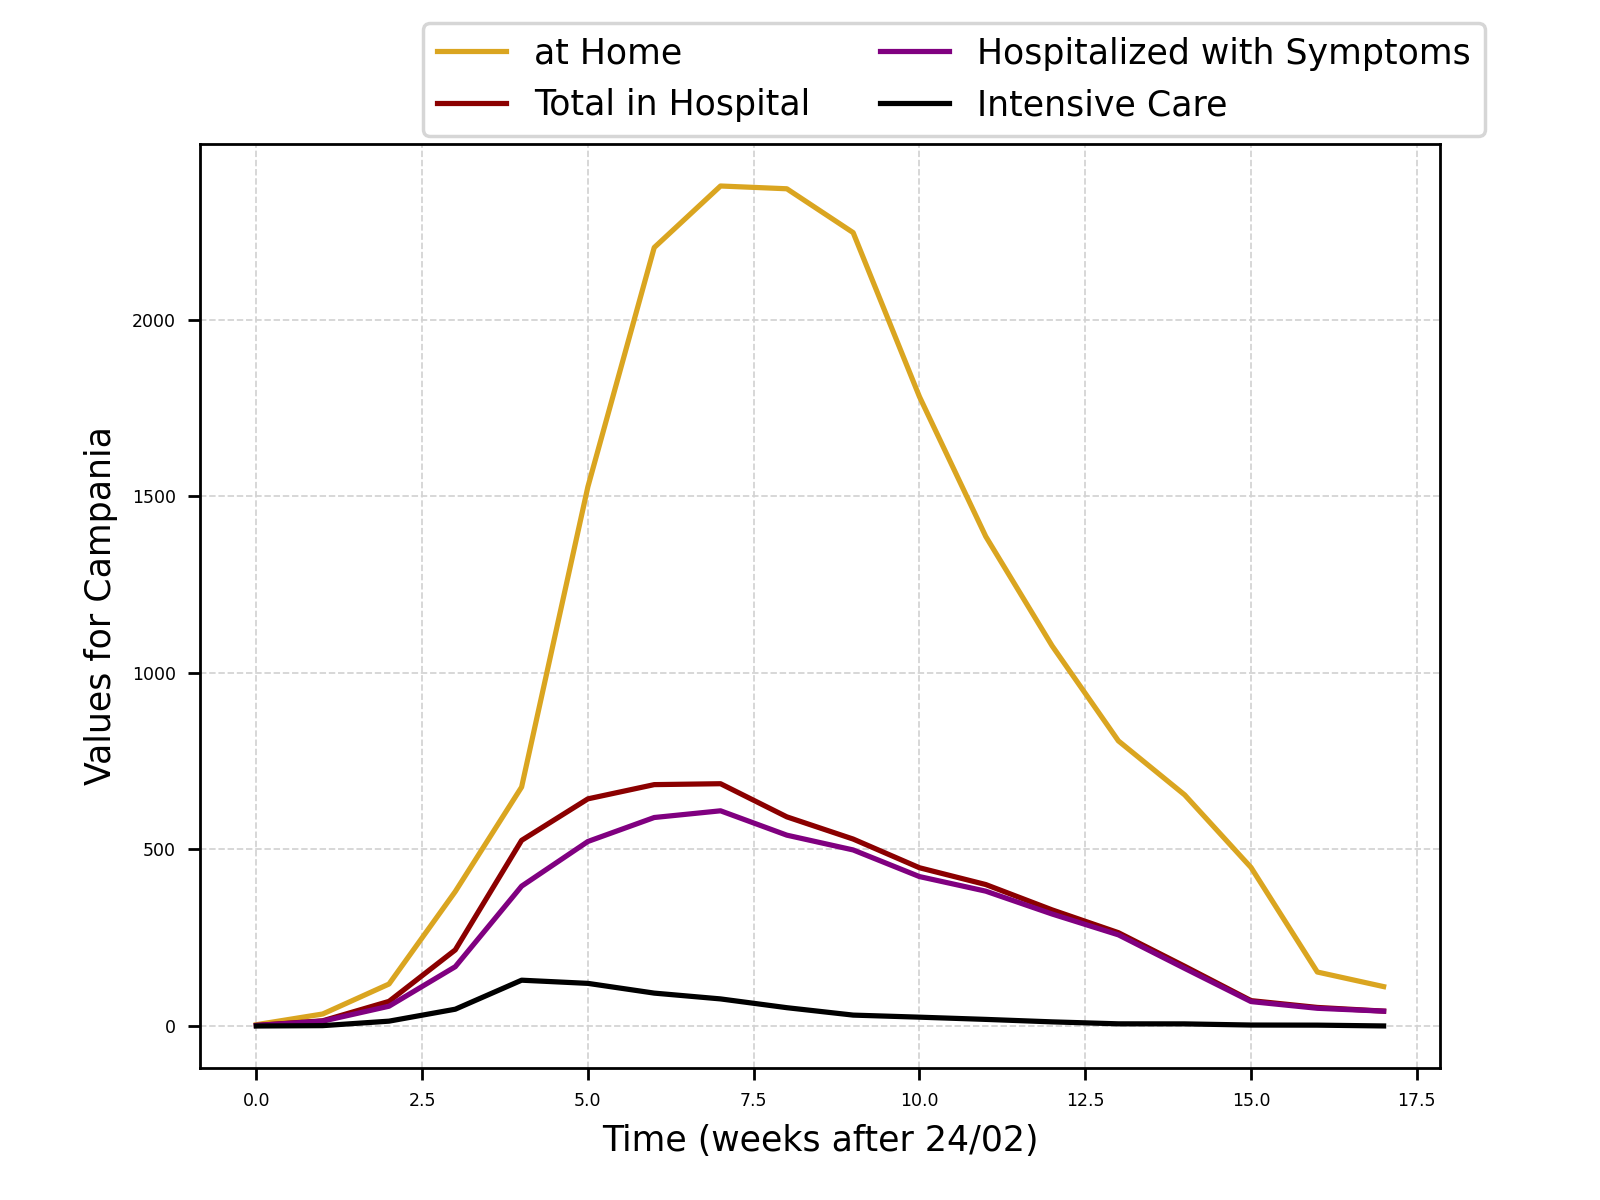 at Home
Total in Hospital
Hospitalized with Symptoms
Intensive Care
Values for Campania
2000
1500
1000
500
0
0.0 2.5 5.0 7.5 10.0 12.5 15.0 17.5
Time (weeks after 24/02)